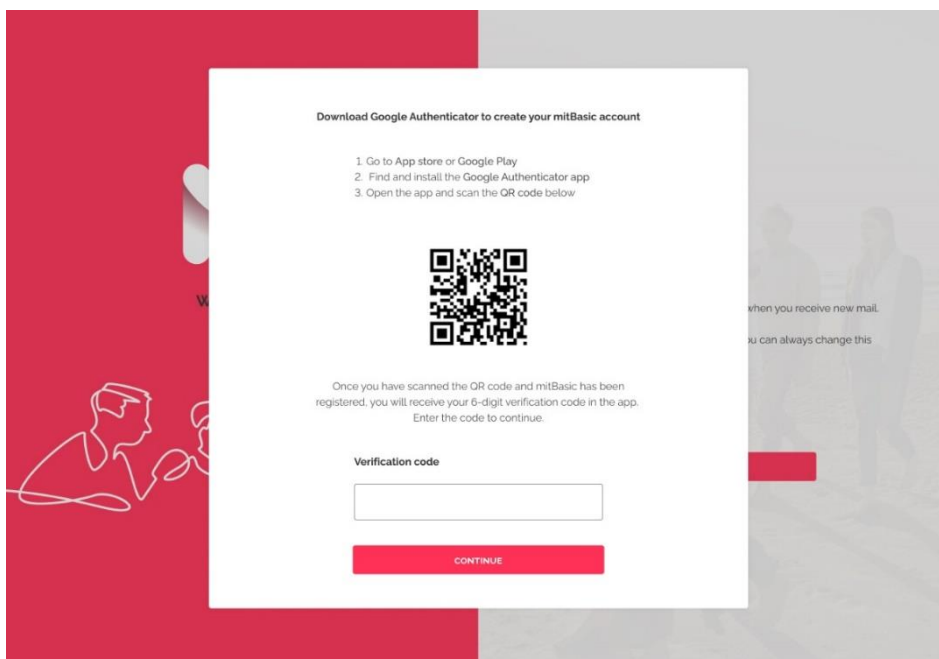 Download Google Authenticator to create your mitBasic account
1. Go to App store or Google Play
2. Find and install the Google Authenticator app
3. Open the app and scan the QR code below
when you receive new mail.
can always change this
Once you have scanned the QR code and mitBasic has been
registered, you will receive your 6-digit verification code in the app.
Enter the code to continue.
Verification code
CONTINUE